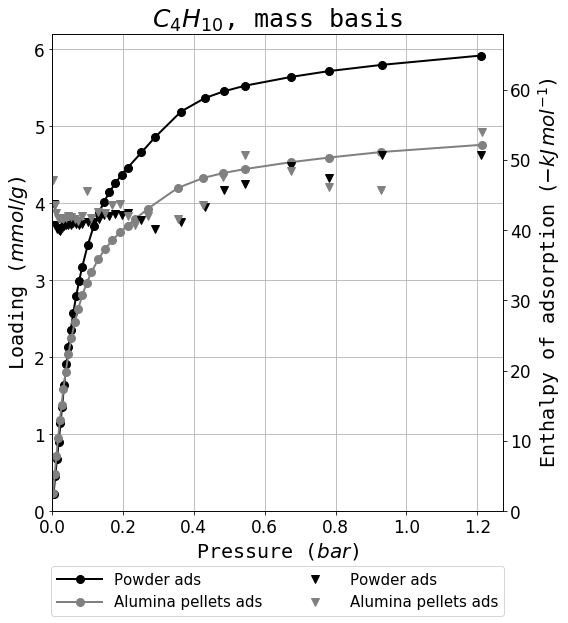 C₄H₁₀, mass basis
Loading (mmol/g)
6
5
4
3
2
1
0
60
50
40
30
20
10
0
Enthalpy of adsorption (−kJ mol⁻¹)
0.0 0.2 0.4 0.6 0.8 1.0 1.2
Pressure (bar)
Powder ads Powder ads
Alumina pellets ads Alumina pellets ads